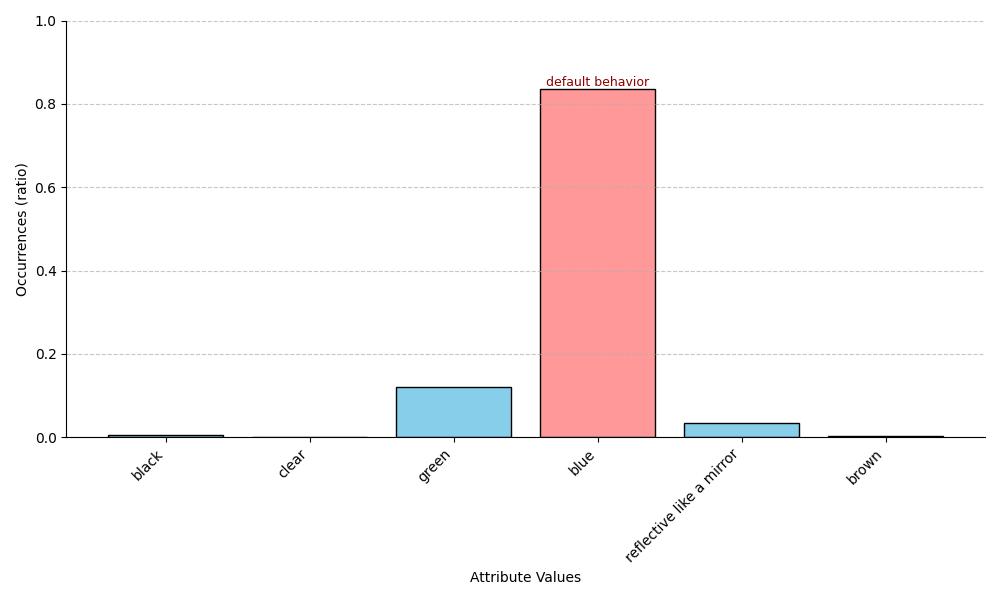 1.0
default behavior
0.8
0.6
0.4
0.2
0.0
Occurrences (ratio)
black
clear
green
blue
reflective like a mirror
brown
Attribute Values